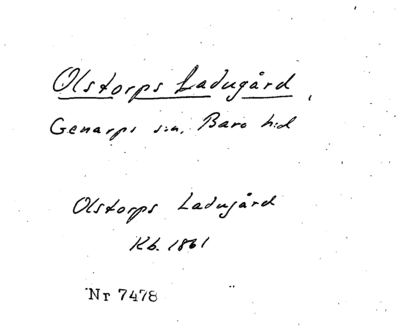 Olstorps Ladugård,
Genarps sn, Bara hd
Olstorps Ladugård
Kb. 1861
Nr 7478